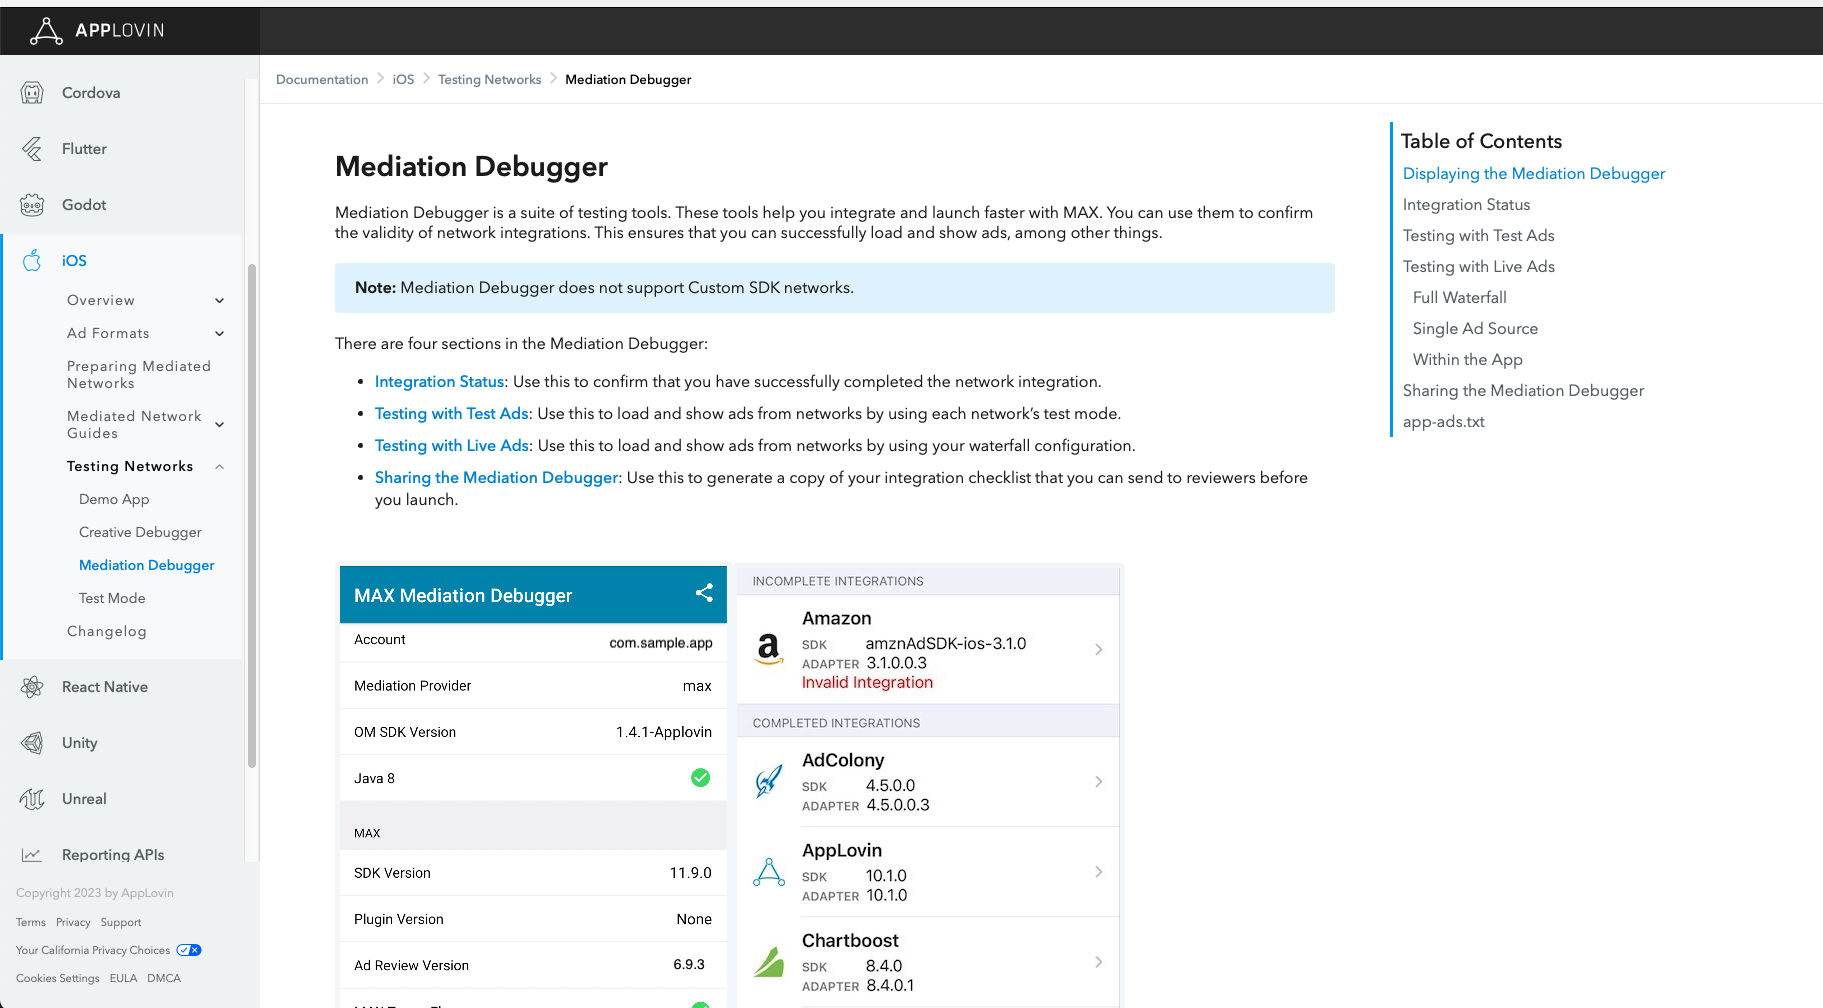 APPLOVIN
Cordova
Flutter
Godot
iOS
Overview
Ad Formats
Preparing Mediated
Networks
Mediated Network
Guides
Testing Networks
Demo App
Creative Debugger
Mediation Debugger
Test Mode
Changelog
React Native
Unity
Unreal
Reporting APIs
Copyright 2023 by AppLovin
Terms Privacy Support
Your California Privacy Choices
Cookies Settings EULA DMCA
Documentation iOS Testing Networks Mediation Debugger
Mediation Debugger
Mediation Debugger is a suite of testing tools. These tools help you integrate and launch faster with MAX. You can use them to confirm
the validity of network integrations. This ensures that you can successfully load and show ads, among other things.
Note: Mediation Debugger does not support Custom SDK networks.
There are four sections in the Mediation Debugger:
• Integration Status: Use this to confirm that you have successfully completed the network integration.
• Testing with Test Ads: Use this to load and show ads from networks by using each network’s test mode.
• Testing with Live Ads: Use this to load and show ads from networks by using your waterfall configuration.
• Sharing the Mediation Debugger: Use this to generate a copy of your integration checklist that you can send to reviewers before
you launch.
MAX Mediation Debugger
Account com.sample.app
Mediation Provider max
OM SDK Version 1.4.1-Applovin
Java 8
MAX
SDK Version 11.9.0
Plugin Version None
Ad Review Version 6.9.3
INCOMPLETE INTEGRATIONS
Amazon
SDK amznAdSDK-ios-3.1.0
ADAPTER 3.1.0.0.3
Invalid Integration
COMPLETED INTEGRATIONS
AdColony
SDK 4.5.0.0
ADAPTER 4.5.0.0.3
AppLovin
SDK 10.1.0
ADAPTER 10.1.0
Chartboost
SDK 8.4.0
ADAPTER 8.4.0.1
Table of Contents
Displaying the Mediation Debugger
Integration Status
Testing with Test Ads
Testing with Live Ads
Full Waterfall
Single Ad Source
Within the App
Sharing the Mediation Debugger
app-ads.txt